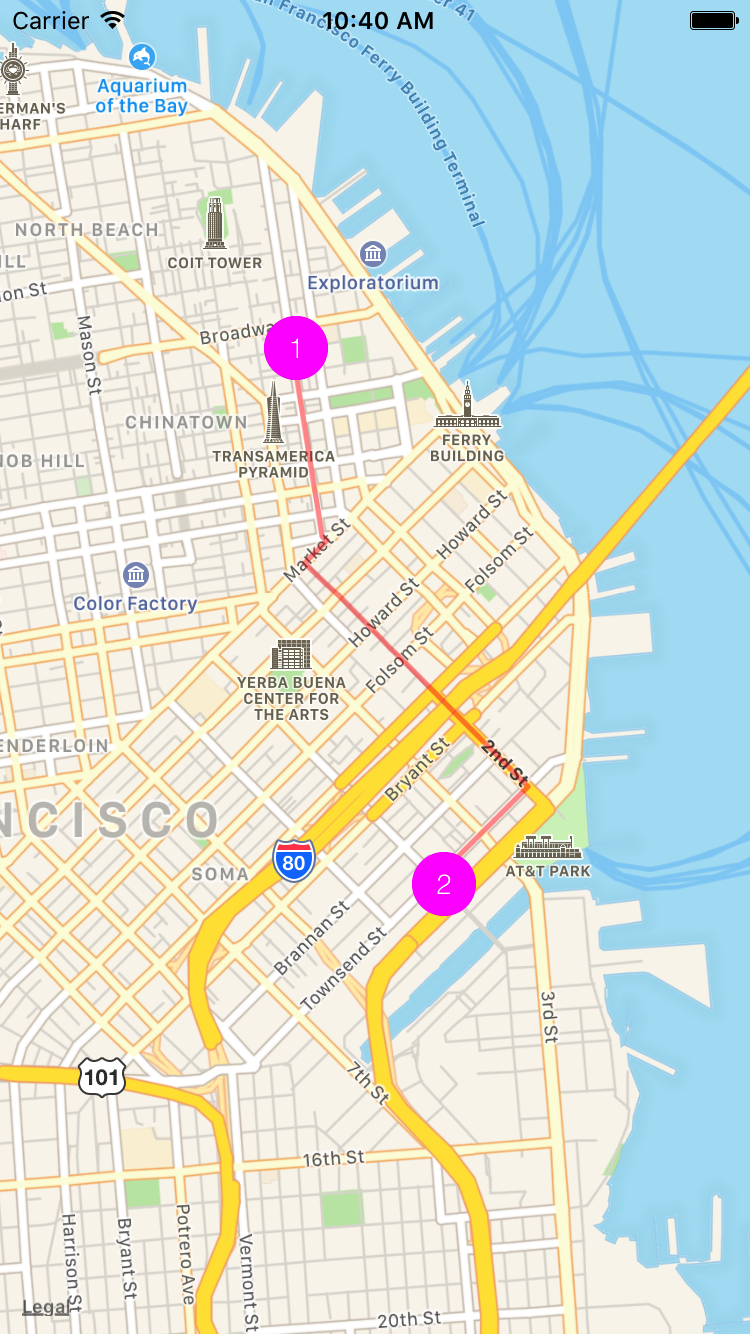 Carrier 10:40 AM
er 41
an Francisco Ferry Building Terminal
Aquarium
of the Bay
ERMAN'S
HARF
NORTH BEACH
ILL
COIT TOWER
Exploratorium
on St
Mason St
Broadwa
1
CHINATOWN
TRANSAMERICA
PYRAMID
FERRY
BUILDING
NOB HILL
Market St
Howard St
Folsom St
Color Factory
Howard St
Folsom St
YERBA BUENA
CENTER FOR
THE ARTS
ENDERLOIN
Bryant St
2nd St
NCISCO
80
SOMA
2
AT&T PARK
Brannan St
Townsend St
3rd St
101
7th St
16th St
Harrison St
Bryant St
Potrero Ave
Vermont St
Legal
20th St